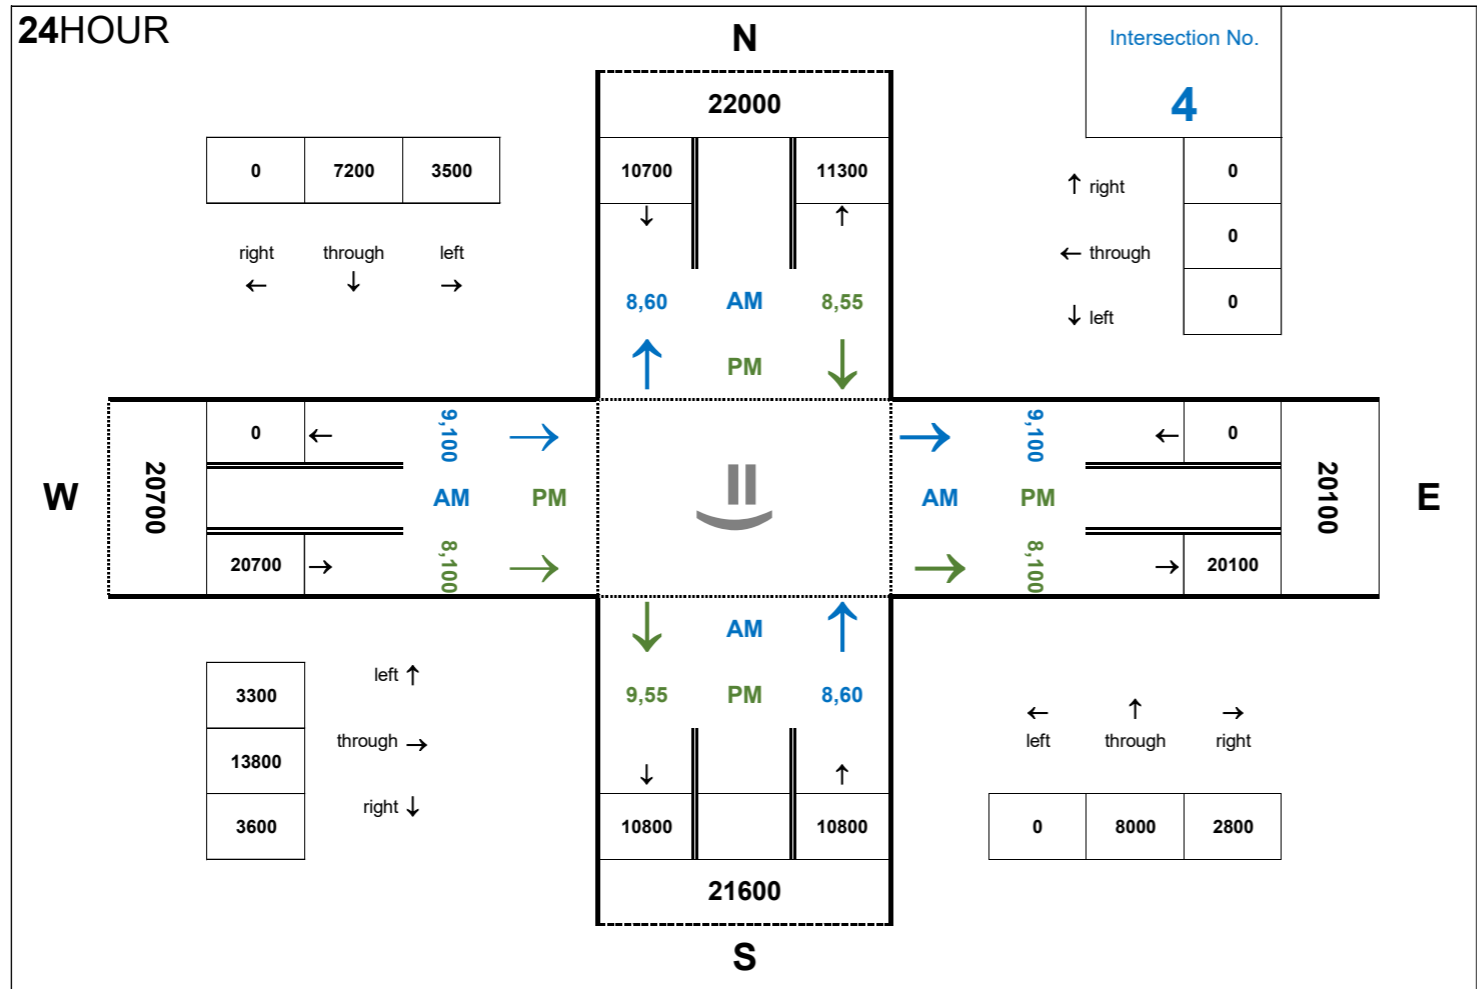 24HOUR
N
Intersection No.
4
22000
0 7200 3500
10700 11300
↑ right 0
right through left
← ↓ →
↓ ↑
← through 0
↓ left 0
8,60 AM 8,55
↑ PM ↓
0 ← 9,100 → → 9,100 ← 0
W 20700 AM PM = AM PM 20100 E
20700 → 8,100 → → 8,100 → 20100
↓ AM ↑
3300 left ↑
9,55 PM 8,60
← ↑ →
left through right
13800 through →
↓ ↑
3600 right ↓
10800 10800
0 8000 2800
21600
S